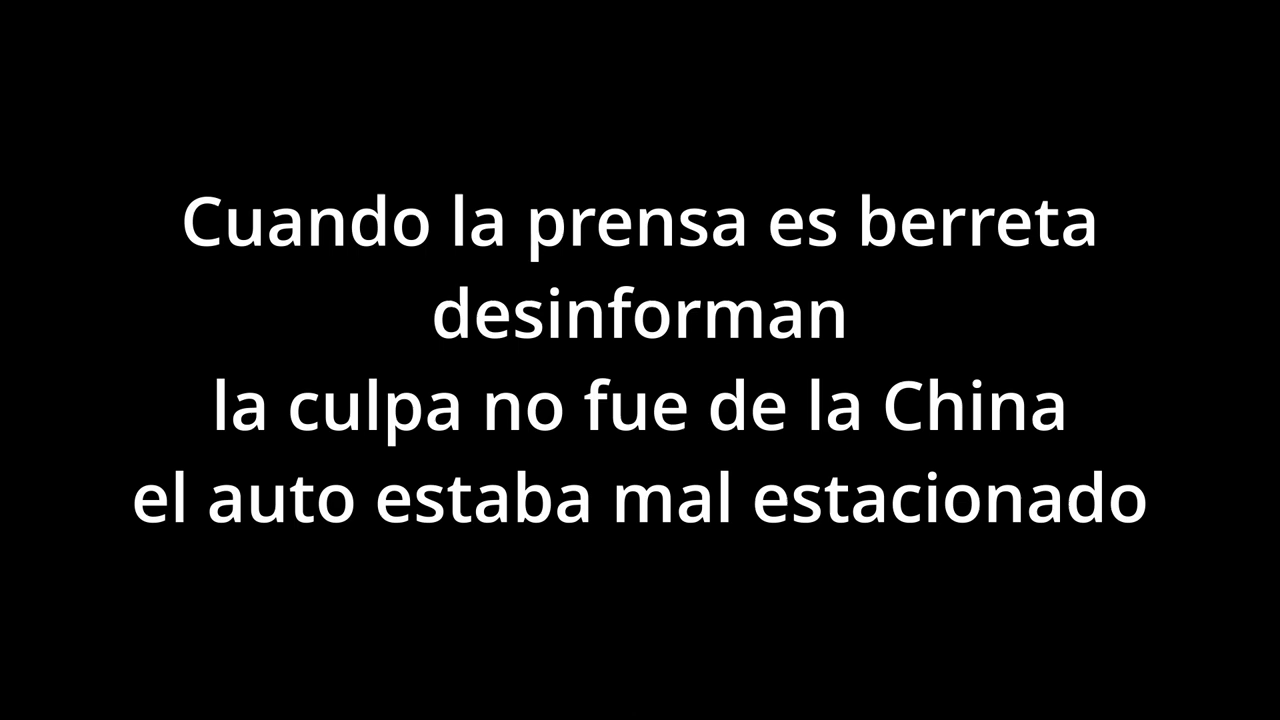 Cuando la prensa es berreta
desinforman
la culpa no fue de la China
el auto estaba mal estacionado